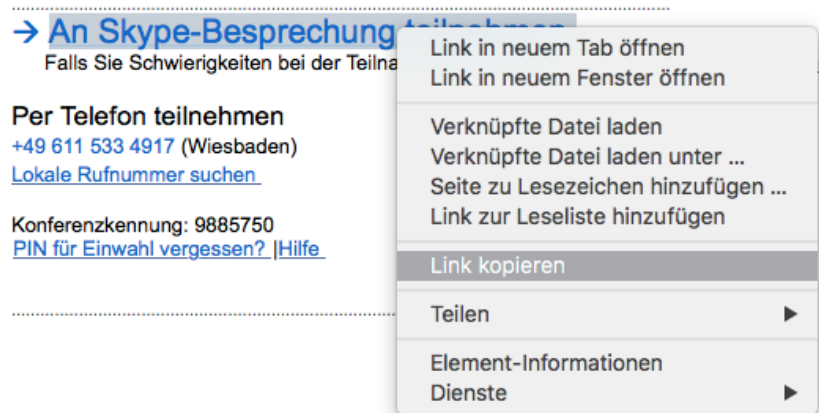 → An Skype-Besprechung teilnehmen
Falls Sie Schwierigkeiten bei der
Per Telefon teilnehmen
+49 611 533 4917 (Wiesbaden)
Lokale Rufnummer suchen
Konferenzkennung: 9885750
PIN für Einwahl vergessen? |Hilfe
Link in neuem Tab öffnen
Link in neuem Fenster öffnen
Verknüpfte Datei laden
Verknüpfte Datei laden unter ...
Seite zu Lesezeichen hinzufügen ...
Link zur Leseliste hinzufügen
Link kopieren
Teilen ▶
Element-Informationen
Dienste ▶